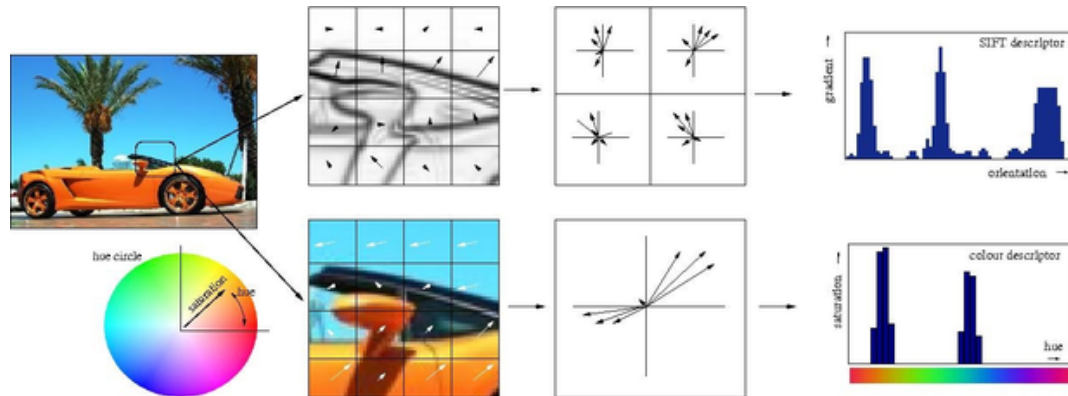 SIFT descriptor
gradient
orientation
hue circle
saturation
hue
colour descriptor
saturation
hue